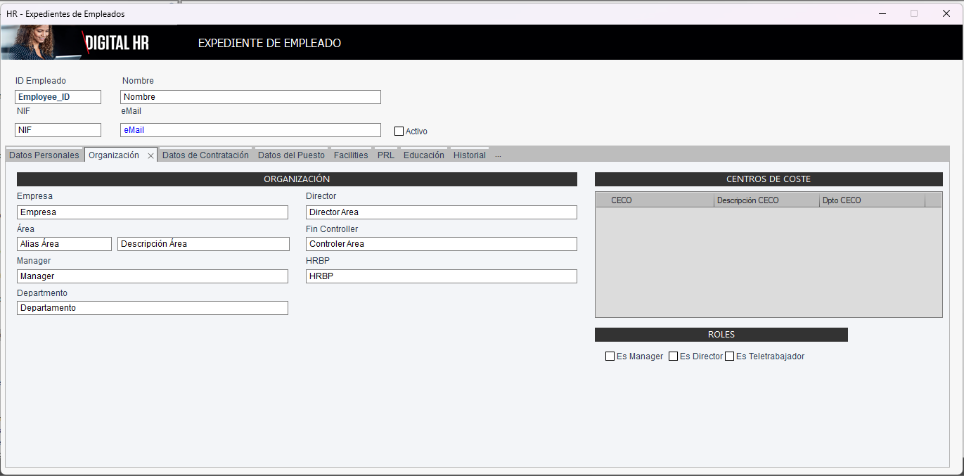 HR - Expedientes de Empleados
DIGITAL HR
EXPEDIENTE DE EMPLEADO
ID Empleado
Nombre
Employee_ID
Nombre
NIF
eMail
NIF
eMail
Activo
Datos Personales
Organización
Datos de Contratación
Datos del Puesto
Facilities
PRL
Educación
Historial
...
ORGANIZACIÓN
Empresa
Director
Empresa
Director Area
Área
Fin Controller
Alias Área
Descripción Área
Controler Area
Manager
HRBP
Manager
HRBP
Departmento
Departamento
CENTROS DE COSTE
CECO
Descripción CECO
Dpto CECO
ROLES
Es Manager
Es Director
Es Teletrabajador